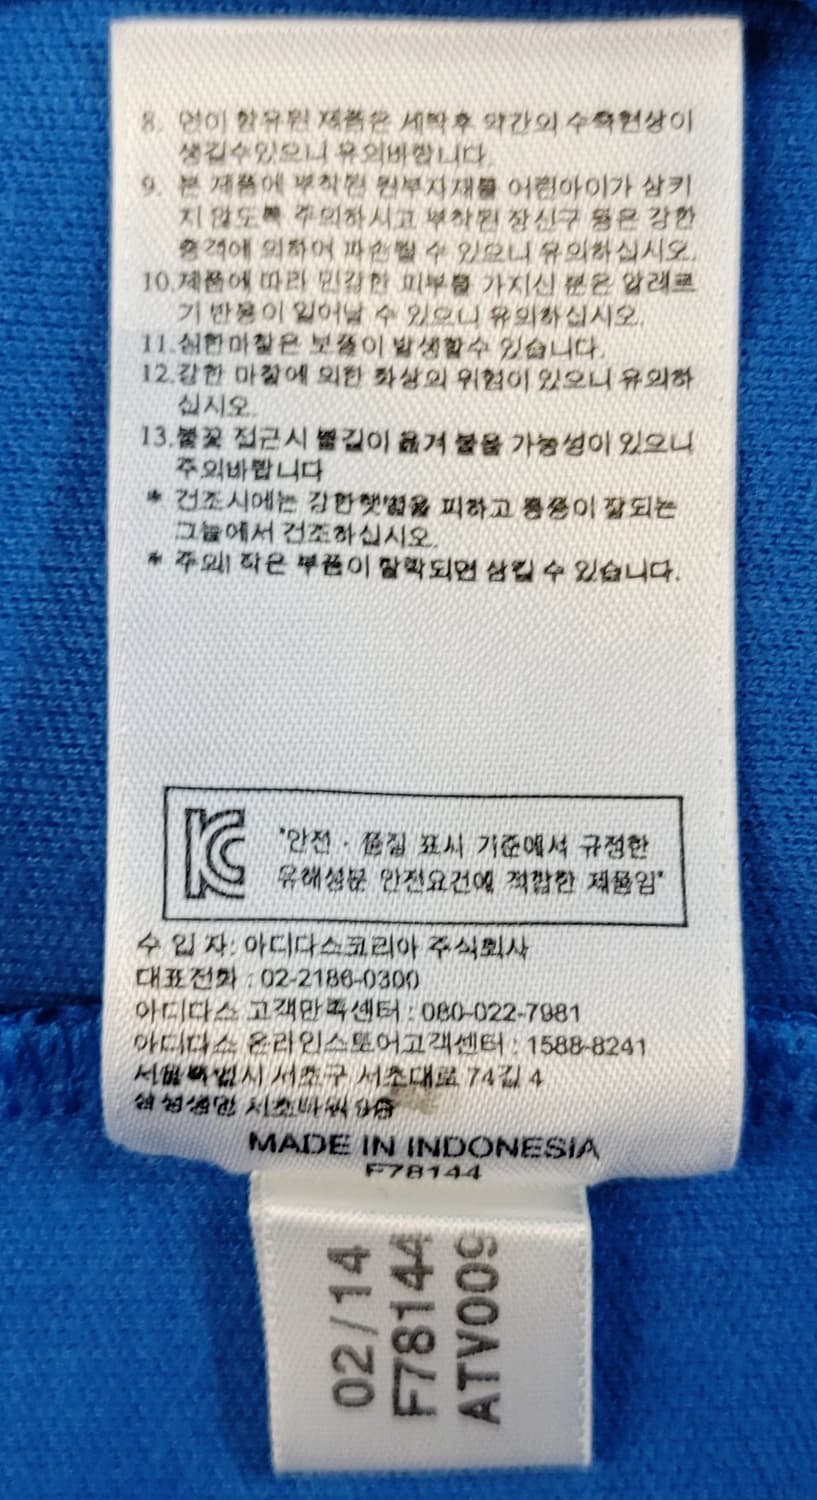 8. 면이 함유된 제품은 세탁후 약간의 수축현상이
생길수있으니 유의바랍니다.
9. 본 제품에 부착된 원부자재를 어린아이가 삼키
지 않도록 주의하시고 부착된 장신구 등은 강한
충격에 의하여 파손될 수 있으니 유의하십시오.
10.제품에 따라 민감한 피부를 가지신 분은 알레르
기 반응이 일어날 수 있으니 유의하십시오.
11.심한마찰은 보풀이 발생할수 있습니다.
12.강한 마찰에 의한 화상의 위험이 있으니 유의하
십시오.
13.불꽃 접근시 불길이 옮겨 붙을 가능성이 있으니
주의바랍니다
* 건조시에는 강한햇볕을 피하고 통풍이 잘되는
그늘에서 건조하십시오.
* 주의! 작은 부품이 탈락되면 삼킬 수 있습니다.
KC
"안전 · 품질 표시 기준에서 규정한
유해성분 안전요건에 적합한 제품임"
수 입 자: 아디다스코리아 주식회사
대표전화 : 02-2186-0300
아디다스 고객만족센터 : 080-022-7981
아디다스 온라인스토어고객센터 : 1588-8241
서울특별시 서초구 서초대로 74길 4
삼성생명 서초타워 9층
MADE IN INDONESIA
F78144
02/14
F78144
ATV009